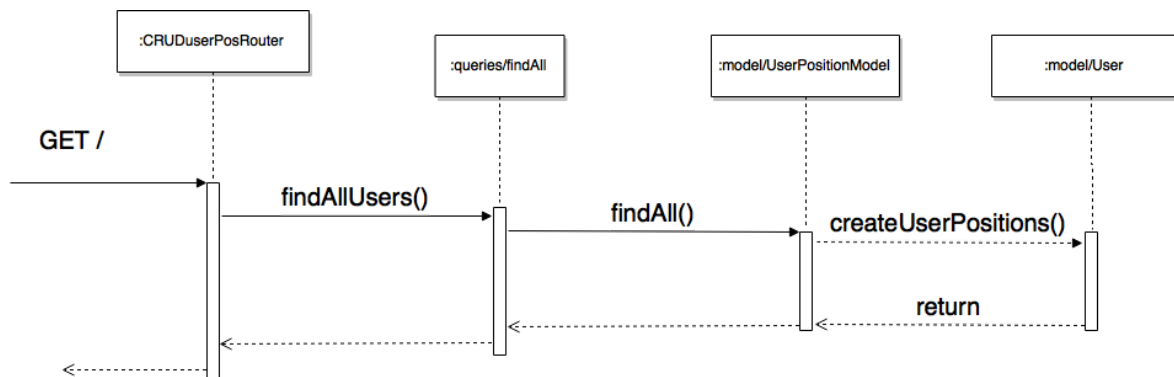 :CRUDuserPosRouter
:queries/findAll
:model/UserPositionModel
:model/User
GET /
findAllUsers()
findAll()
createUserPositions()
return